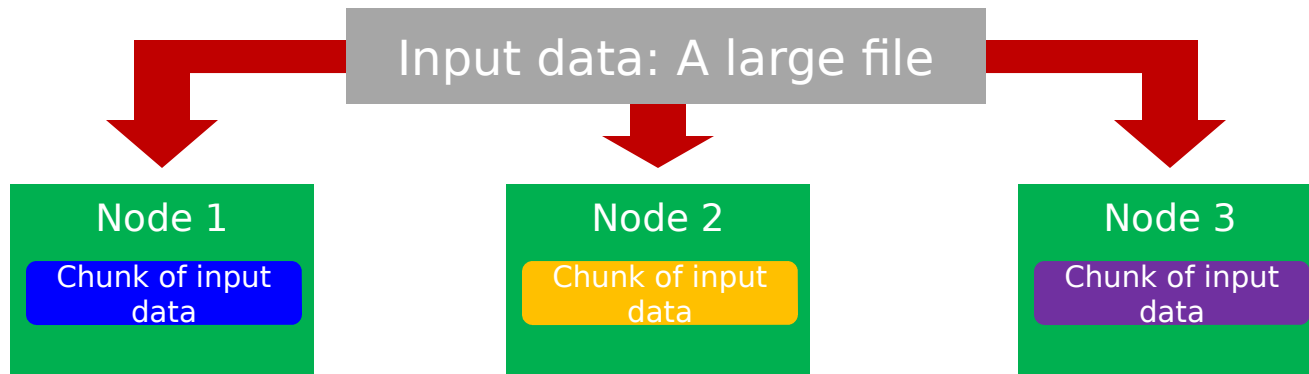 Input data: A large file
Node 1
Node 2
Node 3
Chunk of input
data
Chunk of input
data
Chunk of input
data